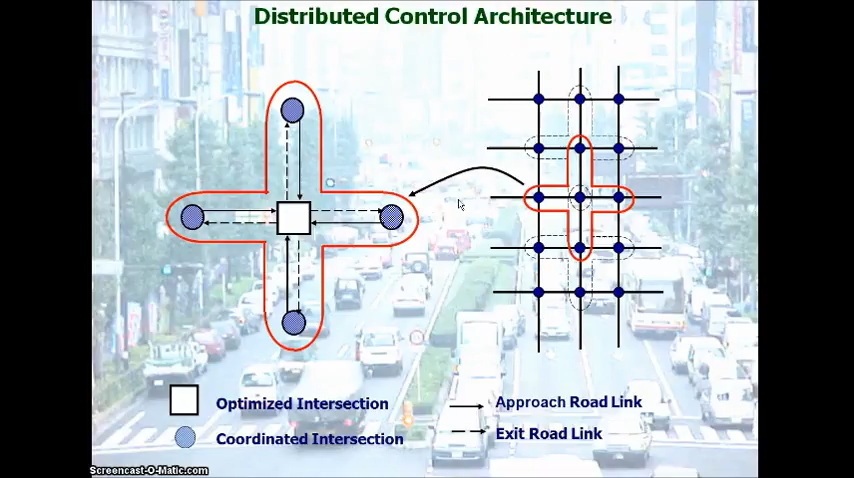 Distributed Control Architecture
Optimized Intersection
Coordinated Intersection
Approach Road Link
Exit Road Link
Screencast-O-Matic.com